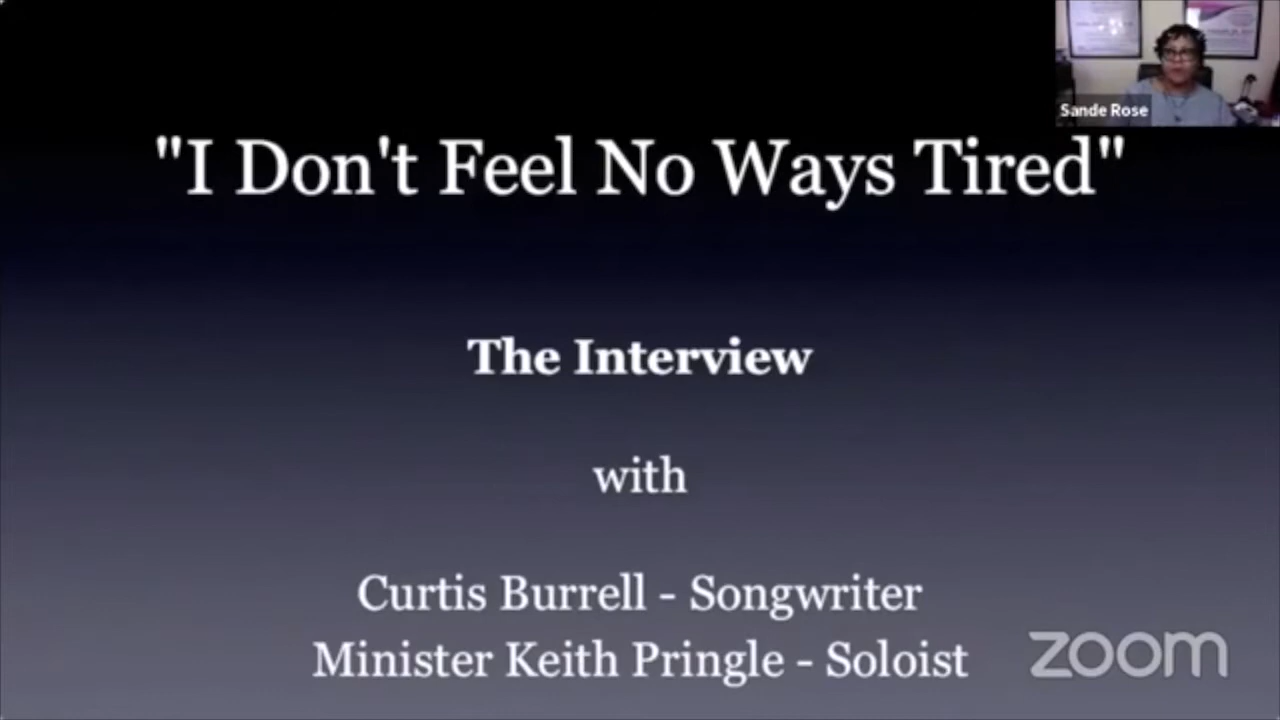 Sande Rose
"I Don't Feel No Ways Tired"
The Interview
with
Curtis Burrell - Songwriter
Minister Keith Pringle - Soloist
zoom